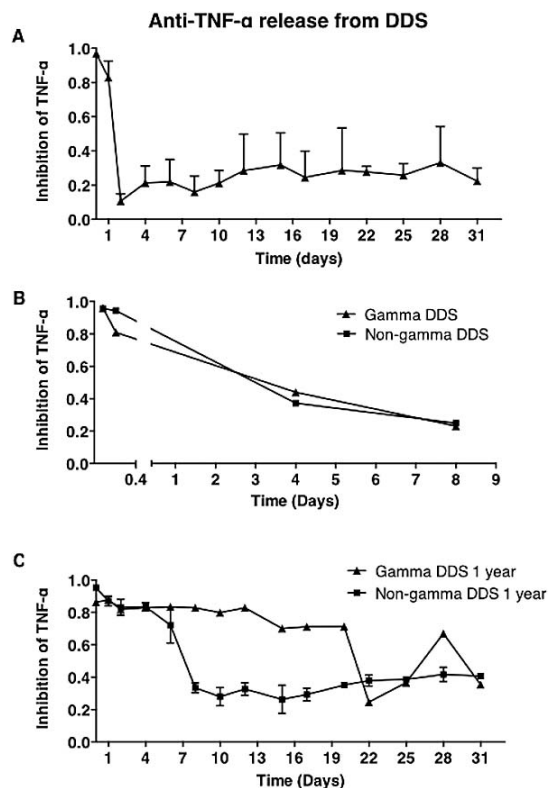 Anti-TNF-α release from DDS
A
Inhibition of TNF-α
1.0
0.8
0.6
0.4
0.2
0.0
1 4 7 10 13 16 19 22 25 28 31
Time (days)
B
Inhibition of TNF-α
1.0
0.8
0.6
0.4
0.2
0.0
Gamma DDS
Non-gamma DDS
0.4 1 2 3 4 5 6 7 8 9
Time (Days)
C
Inhibition of TNF-α
1.0
0.8
0.6
0.4
0.2
0.0
Gamma DDS 1 year
Non-gamma DDS 1 year
1 4 7 10 13 16 19 22 25 28 31
Time (Days)